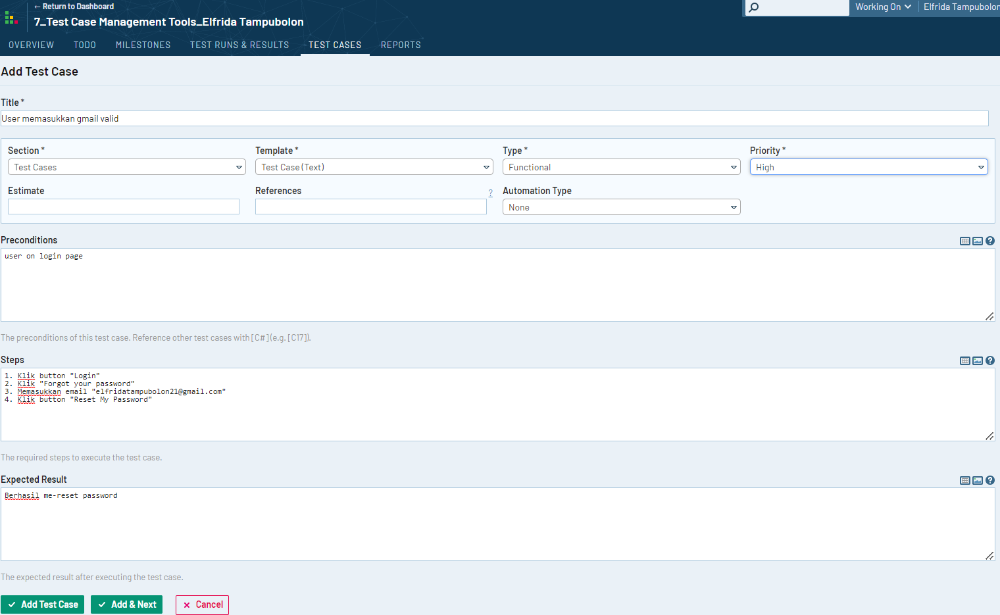 ← Return to Dashboard
7_Test Case Management Tools_Elfrida Tampubolon
Working On
Elfrida Tampubolon
OVERVIEW TODO MILESTONES TEST RUNS & RESULTS TEST CASES REPORTS
Add Test Case
Title *
User memasukkan gmail valid
Section * Template * Type * Priority *
Test Cases Test Case (Text) Functional High
Estimate References ? Automation Type
None
Preconditions
user on login page
The preconditions of this test case. Reference other test cases with [C#] (e.g. [C17]).
Steps
1. Klik button "Login"
2. Klik "Forgot your password"
3. Memasukkan email "elfridatampubolon21@gmail.com"
4. Klik button "Reset My Password"
The required steps to execute the test case.
Expected Result
Berhasil me-reset password
The expected result after executing the test case.
Add Test Case Add & Next Cancel